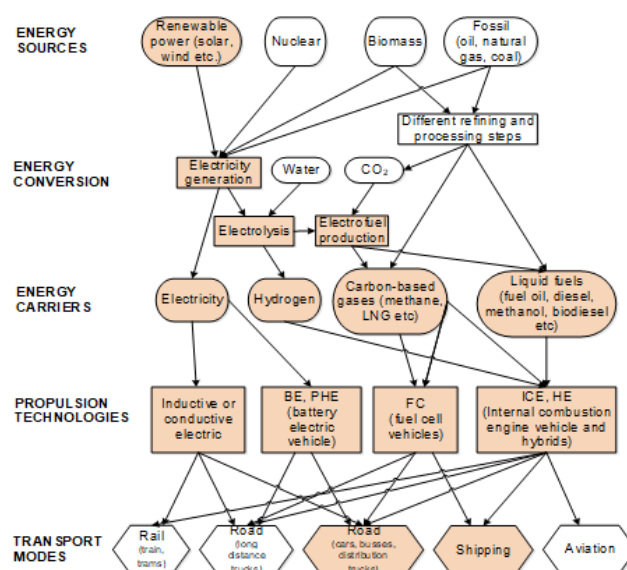 ENERGY
SOURCES
Renewable
power (solar,
wind etc.)
Nuclear
Biomass
Fossil
(oil, natural
gas, coal)
Different refining and
processing steps
ENERGY
CONVERSION
Electricity
generation
Water
CO₂
Electrolysis
Electrofuel
production
ENERGY
CARRIERS
Electricity
Hydrogen
Carbon-based
gases (methane,
LNG etc)
Liquid fuels
(fuel oil, diesel,
methanol, biodiesel
etc)
PROPULSION
TECHNOLOGIES
Inductive or
conductive
electric
BE, PHE
(battery
electric
vehicle)
FC
(fuel cell
vehicles)
ICE, HE
(Internal combustion
engine vehicle and
hybrids)
TRANSPORT
MODES
Rail
(train,
trams)
Road
(long
distance
trucks)
Road
(cars, busses,
distribution
trucks)
Shipping
Aviation